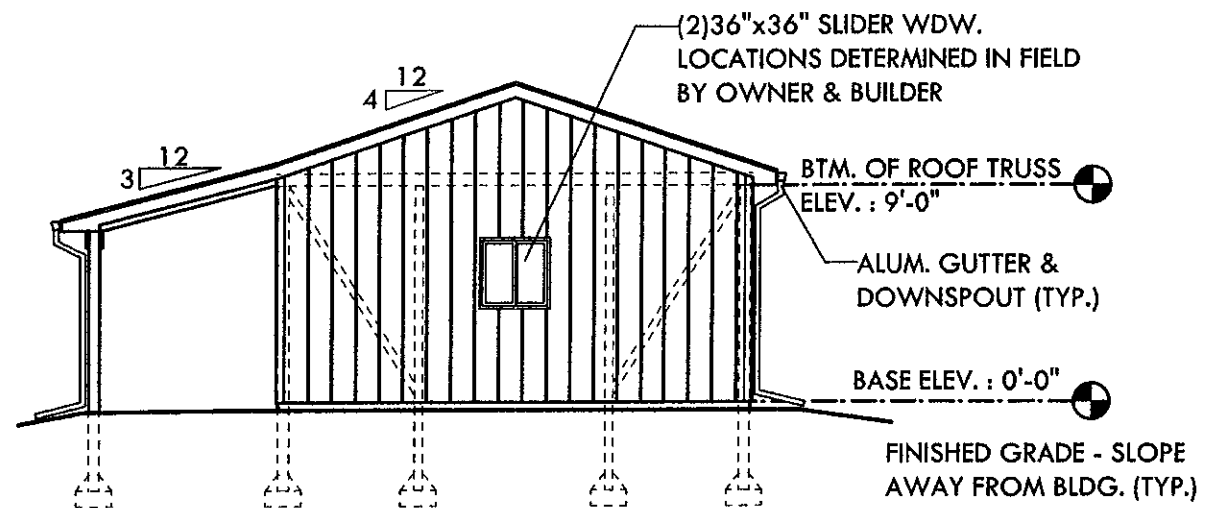 (2)36"x36" SLIDER WDW.
LOCATIONS DETERMINED IN FIELD
BY OWNER & BUILDER
12
4
12
3
BTM. OF ROOF TRUSS
ELEV. : 9'-0"
ALUM. GUTTER &
DOWNSPOUT (TYP.)
BASE ELEV. : 0'-0"
FINISHED GRADE - SLOPE
AWAY FROM BLDG. (TYP.)